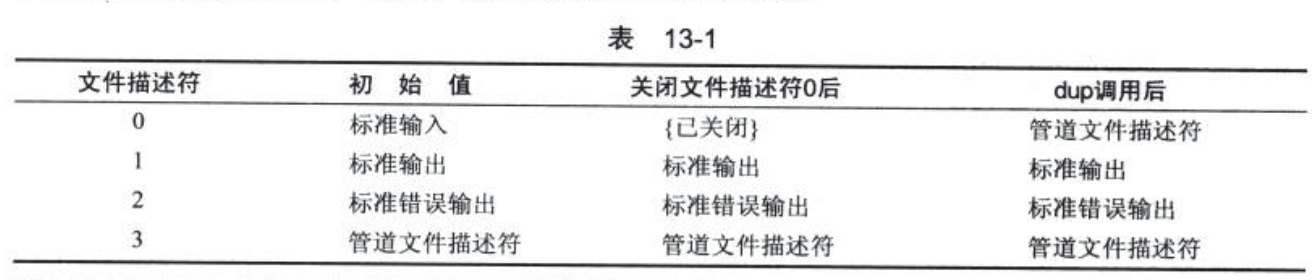 表 13-1
文件描述符 初 始 值 关闭文件描述符0后 dup调用后
0 标准输入 {已关闭} 管道文件描述符
1 标准输出 标准输出 标准输出
2 标准错误输出 标准错误输出 标准错误输出
3 管道文件描述符 管道文件描述符 管道文件描述符